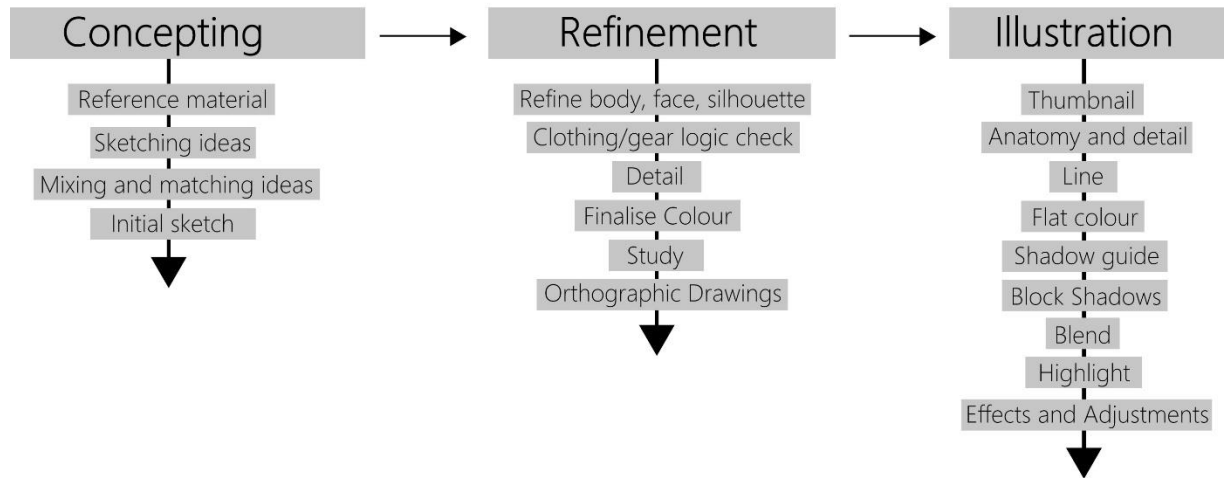 Concepting
Reference material
Sketching ideas
Mixing and matching ideas
Initial sketch
Refinement
Refine body, face, silhouette
Clothing/gear logic check
Detail
Finalise Colour
Study
Orthographic Drawings
Illustration
Thumbnail
Anatomy and detail
Line
Flat colour
Shadow guide
Block Shadows
Blend
Highlight
Effects and Adjustments